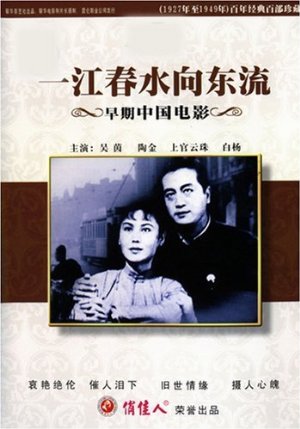 (1927年至1949年)百年经典百部珍
一江春水向东流
早期中国电影
主演：吴茵 陶金 上官云珠 白杨
哀艳绝伦 催人泪下 旧世情缘 摄人心魄
俏佳人 荣誉出品